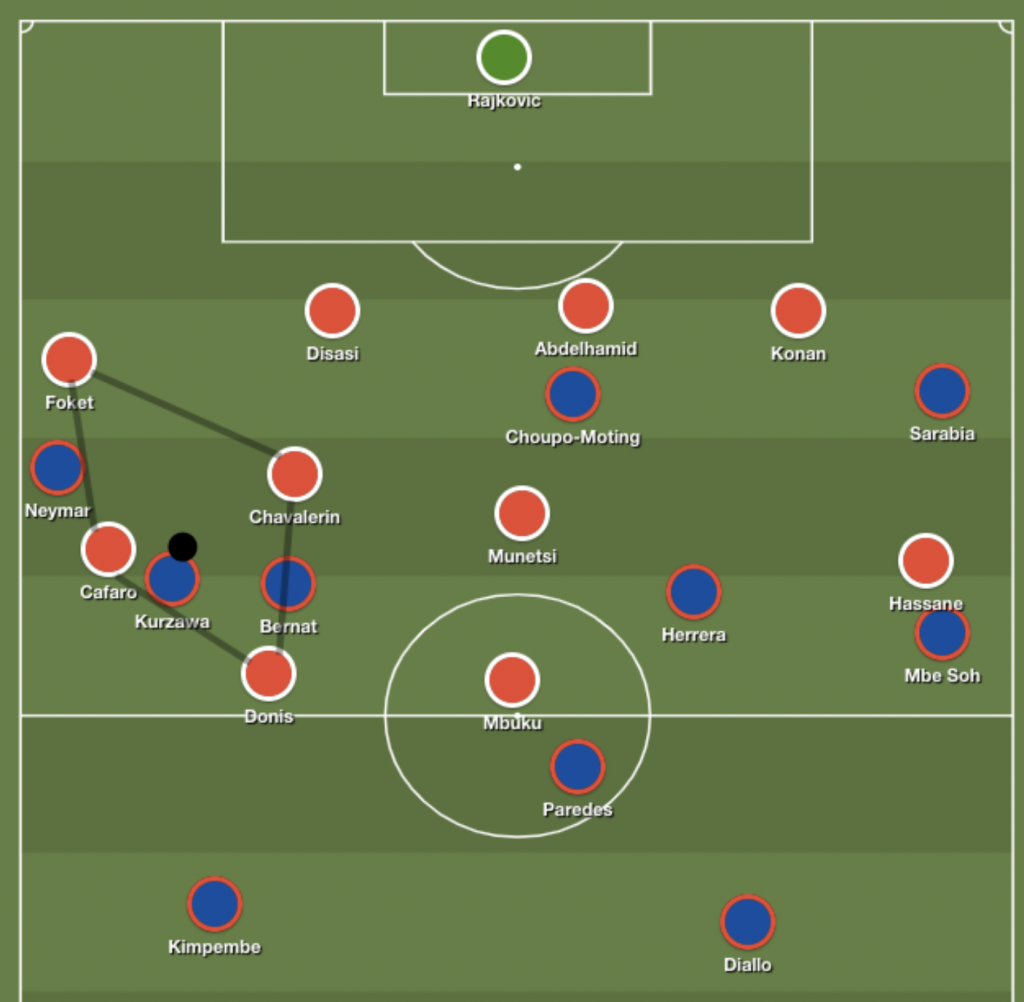 Rajkovic
Disasi
Abdelhamid
Konan
Foket
Choupo-Moting
Sarabia
Neymar
Chavalerin
Munetsi
Cafaro
Kurzawa
Bernat
Herrera
Hassane
Mbe Soh
Donis
Mbuku
Paredes
Kimpembe
Diallo